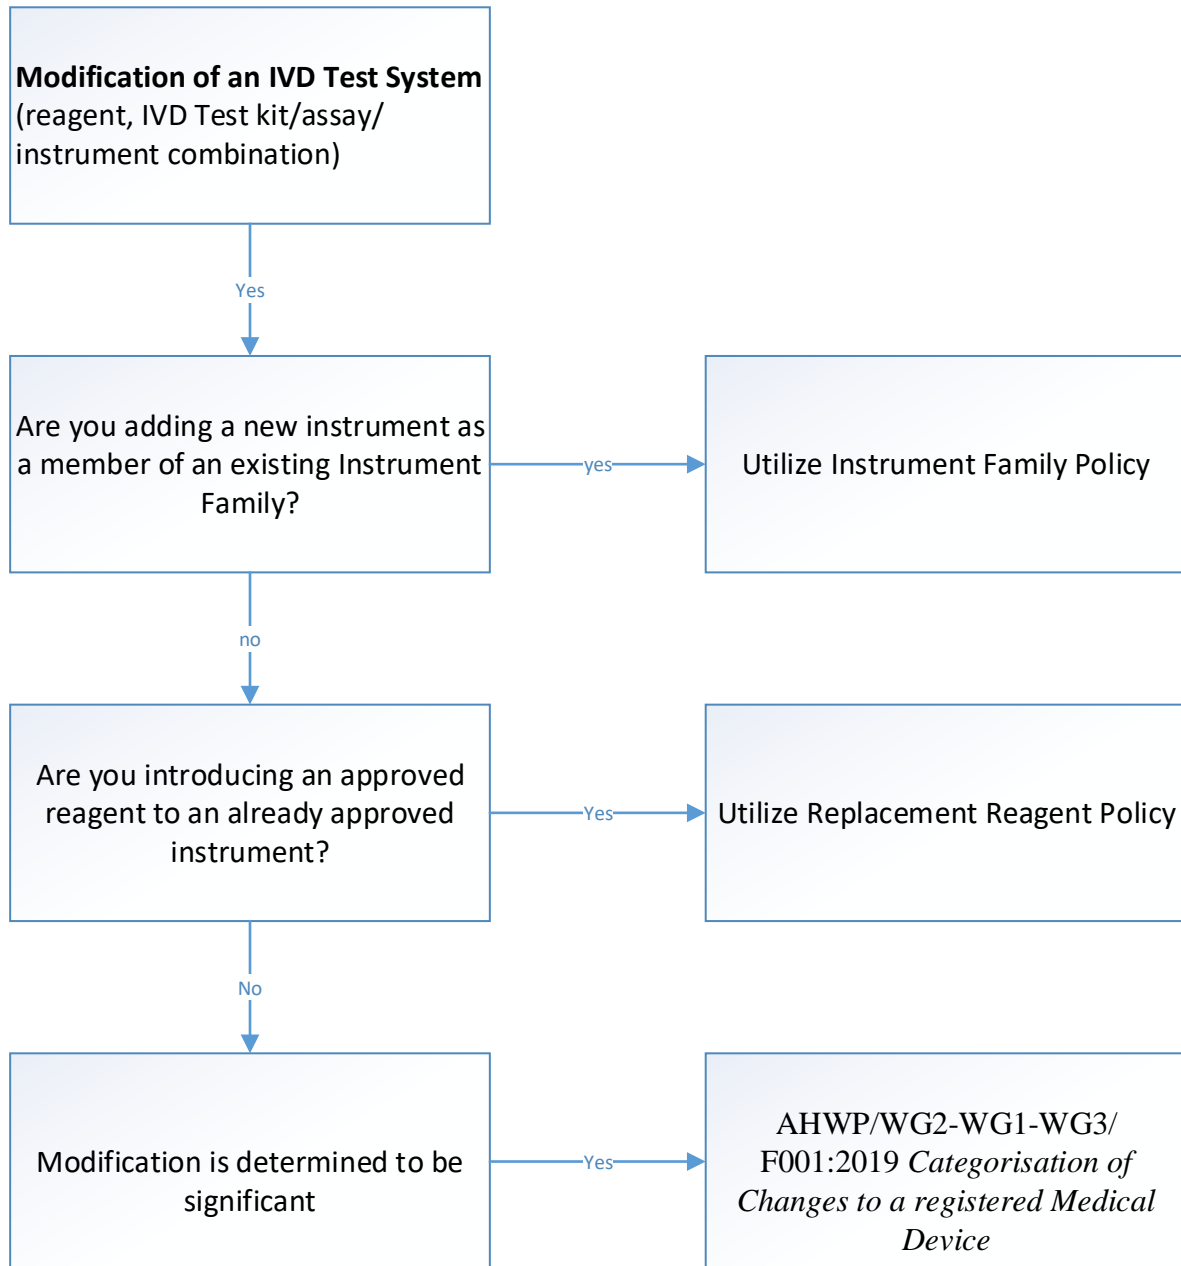 Modification of an IVD Test System
(reagent, IVD Test kit/assay/
instrument combination)
Yes
Are you adding a new instrument as
a member of an existing Instrument
Family?
yes
Utilize Instrument Family Policy
no
Are you introducing an approved
reagent to an already approved
instrument?
Yes
Utilize Replacement Reagent Policy
No
Modification is determined to be
significant
Yes
AHWP/WG2-WG1-WG3/
F001:2019 Categorisation of
Changes to a registered Medical
Device